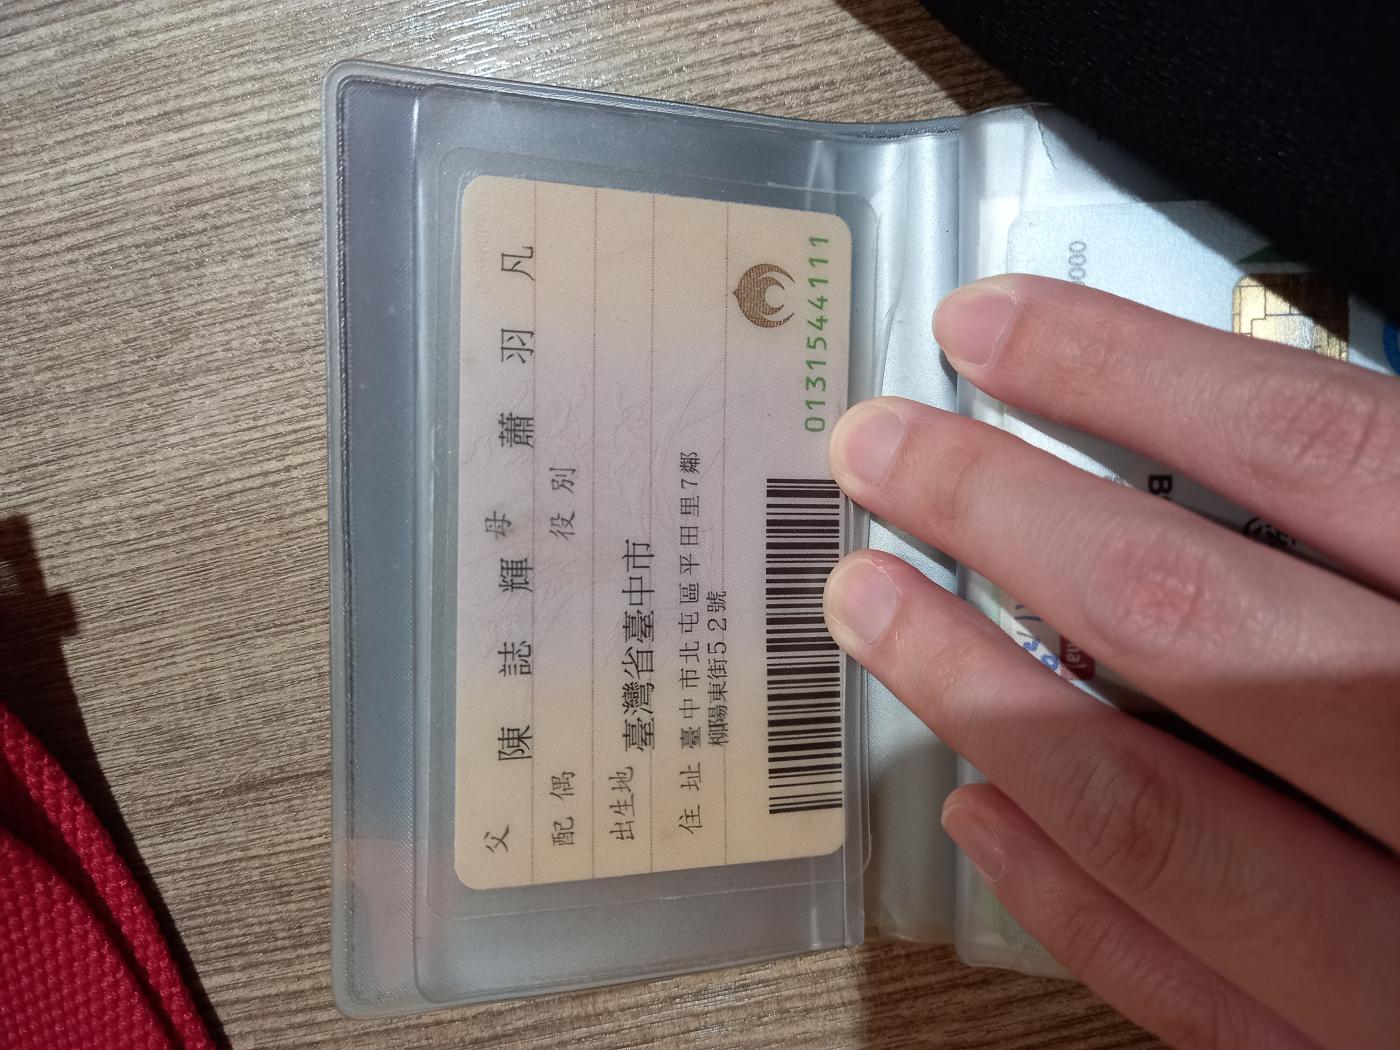 父 陳誌輝 母 蕭羽凡
配偶 役別
出生地 臺灣省臺中市
住址 臺中市北屯區平田里7鄰
柳陽東街52號
0131544111
000